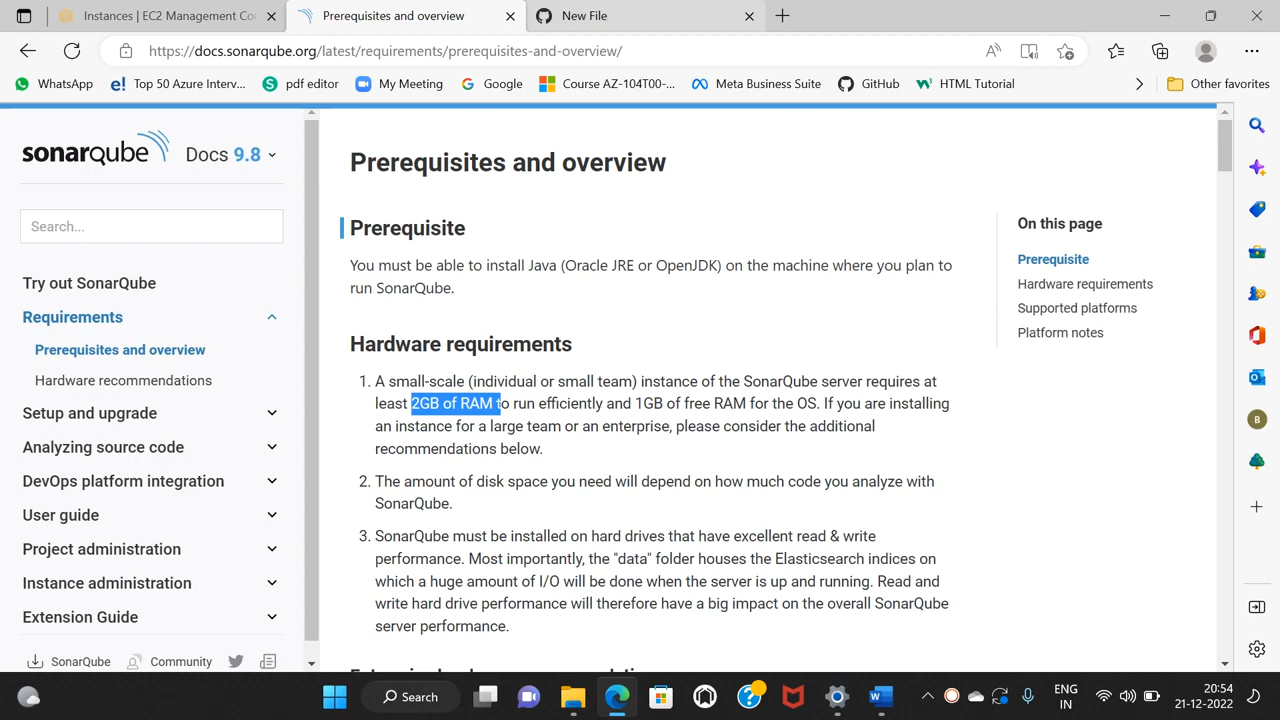 Instances | EC2 Management Co
Prerequisites and overview
New File
https://docs.sonarqube.org/latest/requirements/prerequisites-and-overview/
WhatsApp
Top 50 Azure Interv...
pdf editor
My Meeting
Google
Course AZ-104T00-...
Meta Business Suite
GitHub
HTML Tutorial
Other favorites
sonarqube Docs 9.8
Search...
Try out SonarQube
Requirements
Prerequisites and overview
Hardware recommendations
Setup and upgrade
Analyzing source code
DevOps platform integration
User guide
Project administration
Instance administration
Extension Guide
SonarQube
Community
Prerequisites and overview
Prerequisite
You must be able to install Java (Oracle JRE or OpenJDK) on the machine where you plan to
run SonarQube.
Hardware requirements
1. A small-scale (individual or small team) instance of the SonarQube server requires at
least 2GB of RAM to run efficiently and 1GB of free RAM for the OS. If you are installing
an instance for a large team or an enterprise, please consider the additional
recommendations below.
2. The amount of disk space you need will depend on how much code you analyze with
SonarQube.
3. SonarQube must be installed on hard drives that have excellent read & write
performance. Most importantly, the "data" folder houses the Elasticsearch indices on
which a huge amount of I/O will be done when the server is up and running. Read and
write hard drive performance will therefore have a big impact on the overall SonarQube
server performance.
On this page
Prerequisite
Hardware requirements
Supported platforms
Platform notes
B
Search
ENG
IN
20:54
21-12-2022